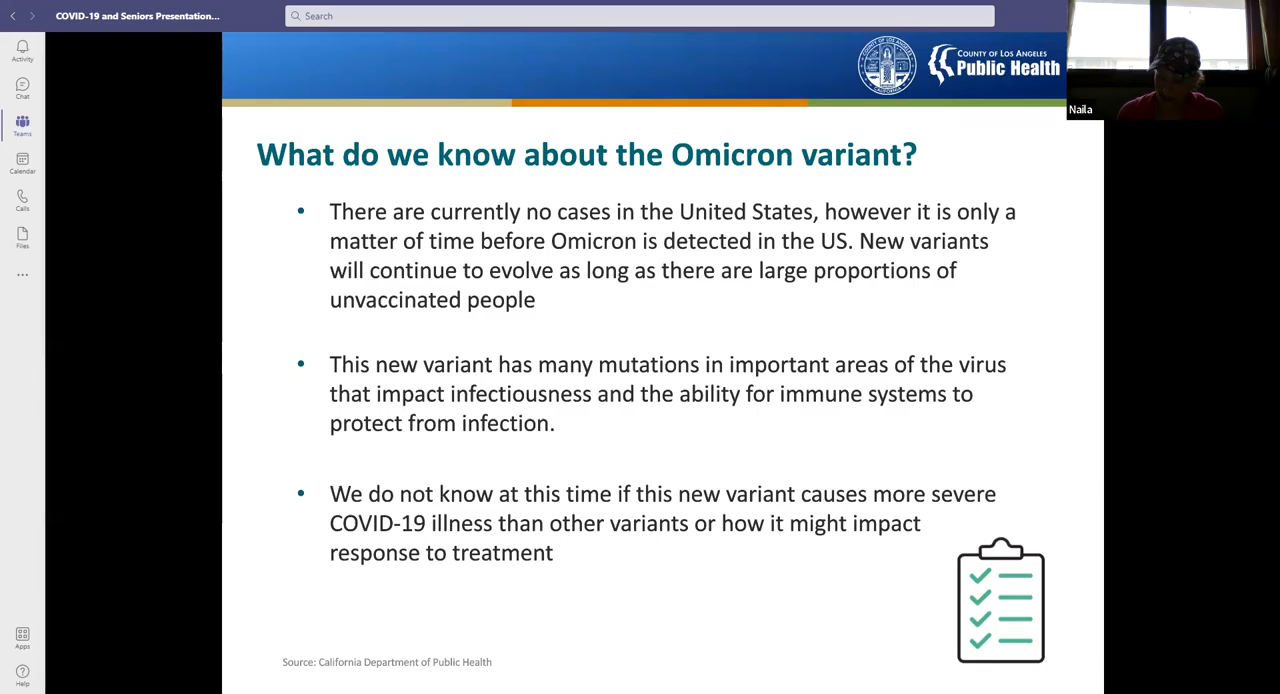 COVID-19 and Seniors Presentation...
Search
Activity
Chat
Teams
Calendar
Calls
Files
...
Apps
Help
COUNTY OF LOS ANGELES
Public Health
Naila
What do we know about the Omicron variant?
• There are currently no cases in the United States, however it is only a
matter of time before Omicron is detected in the US. New variants
will continue to evolve as long as there are large proportions of
unvaccinated people
• This new variant has many mutations in important areas of the virus
that impact infectiousness and the ability for immune systems to
protect from infection.
• We do not know at this time if this new variant causes more severe
COVID-19 illness than other variants or how it might impact
response to treatment
Source: California Department of Public Health